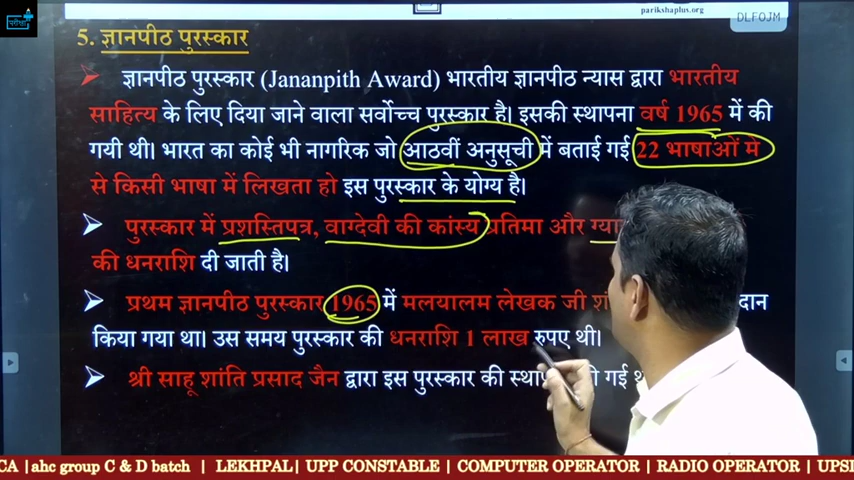 parikshaplus.org
DLFOJM
परीक्षा
5. ज्ञानपीठ पुरस्कार
ज्ञानपीठ पुरस्कार (Jananpith Award) भारतीय ज्ञानपीठ न्यास द्वारा भारतीय
साहित्य के लिए दिया जाने वाला सर्वोच्च पुरस्कार है। इसकी स्थापना वर्ष 1965 में की
गयी थी। भारत का कोई भी नागरिक जो आठवीं अनुसूची में बताई गई 22 भाषाओं में
से किसी भाषा में लिखता हो इस पुरस्कार के योग्य है।
पुरस्कार में प्रशस्तिपत्र, वाग्देवी की कांस्य प्रतिमा और
की धनराशि दी जाती है।
प्रथम ज्ञानपीठ पुरस्कार 1965 में मलयालम लेखक जी
किया गया था। उस समय पुरस्कार की धनराशि 1 लाख रुपए थी।
श्री साहू शांति प्रसाद जैन द्वारा इस पुरस्कार की गई
CA | ahc group C & D batch | LEKHPAL | UPP CONSTABLE | COMPUTER OPERATOR | RADIO OPERATOR |